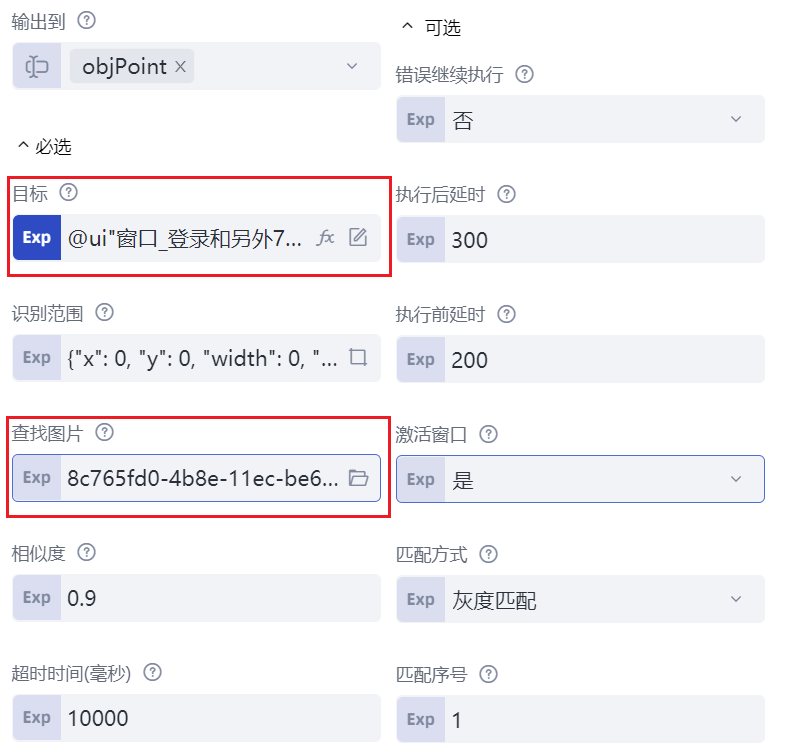 输出到
objPoint ×
必选
目标
Exp @ui"窗口_登录和另外7... fx
识别范围
Exp {"x": 0, "y": 0, "width": 0, "...
查找图片
Exp 8c765fd0-4b8e-11ec-be6...
相似度
Exp 0.9
超时时间(毫秒)
Exp 10000
可选
错误继续执行
Exp 否
执行后延时
Exp 300
执行前延时
Exp 200
激活窗口
Exp 是
匹配方式
Exp 灰度匹配
匹配序号
Exp 1